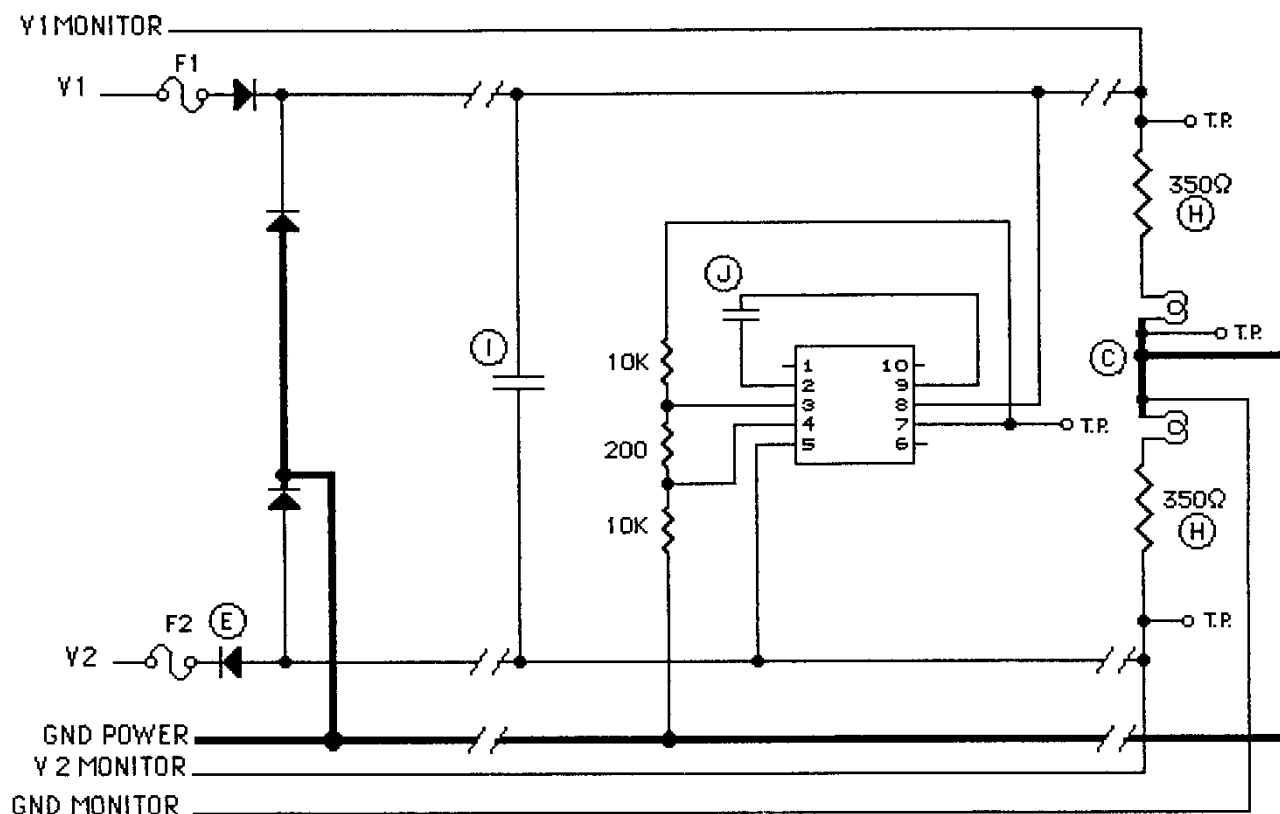 V1 MONITOR
F1
V1
T.P.
350Ω
H
J
I
10K
T.P.
C
1 10
2 9
3 8
4 7
5 6
T.P.
200
10K
350Ω
H
F2 E
T.P.
V2
GND POWER
V 2 MONITOR
GND MONITOR